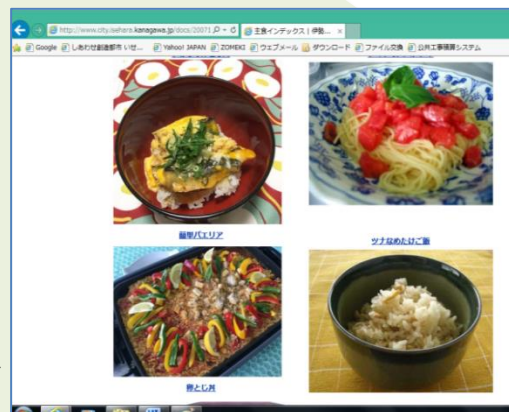 http://www.city.isehara.kanagawa.jp/docs/20071
主食インデックス | 伊勢...
Google
しあわせ創造都市 いせ...
Yahoo! JAPAN
ZOMEKI
ウェブメール
ダウンロード
ファイル交換
公共工事積算システム
簡単パエリア
ツナなめたけご飯
卵とじ丼